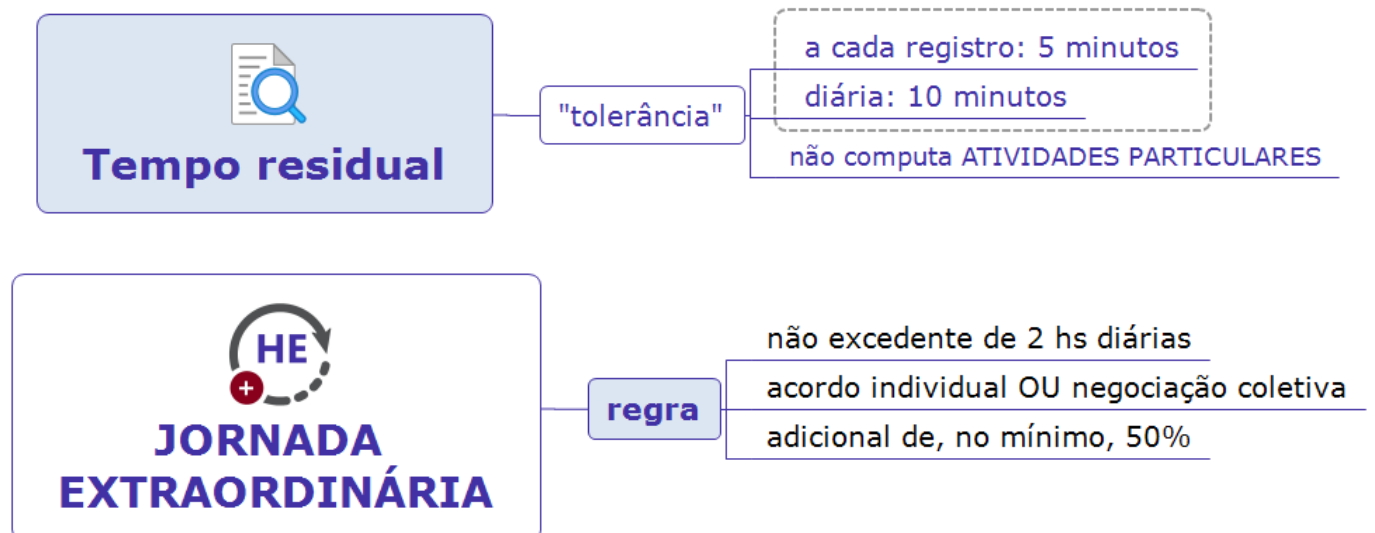 a cada registro: 5 minutos
diária: 10 minutos
"tolerância"
não computa ATIVIDADES PARTICULARES
Tempo residual
HE
+
JORNADA
EXTRAORDINÁRIA
regra
não excedente de 2 hs diárias
acordo individual OU negociação coletiva
adicional de, no mínimo, 50%